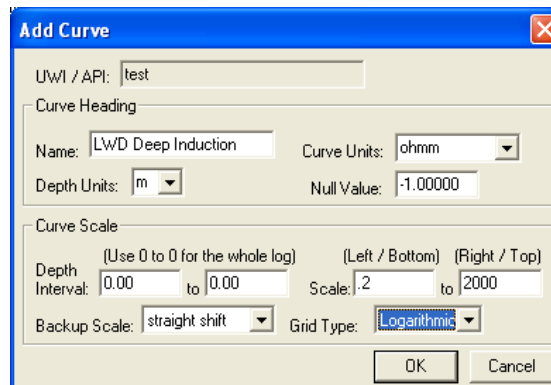 Add Curve
UWI / API: test
Curve Heading
Name: LWD Deep Induction Curve Units: ohmm
Depth Units: m Null Value: -1.00000
Curve Scale
(Use 0 to 0 for the whole log) (Left / Bottom) (Right / Top)
Depth Interval: 0.00 to 0.00 Scale: .2 to 2000
Backup Scale: straight shift Grid Type: Logarithmic
OK Cancel